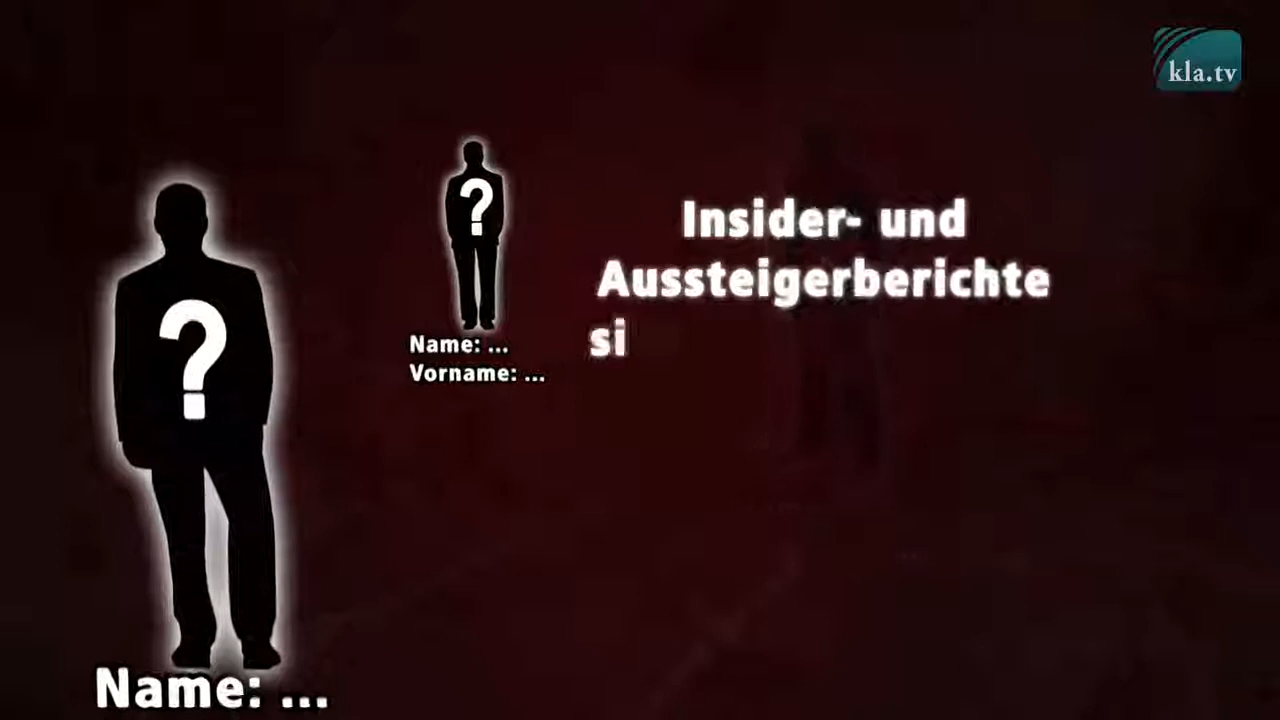 kla.tv
?
?
Insider- und
Aussteigerberichte
si
Name: ...
Vorname: ...
Name: ...